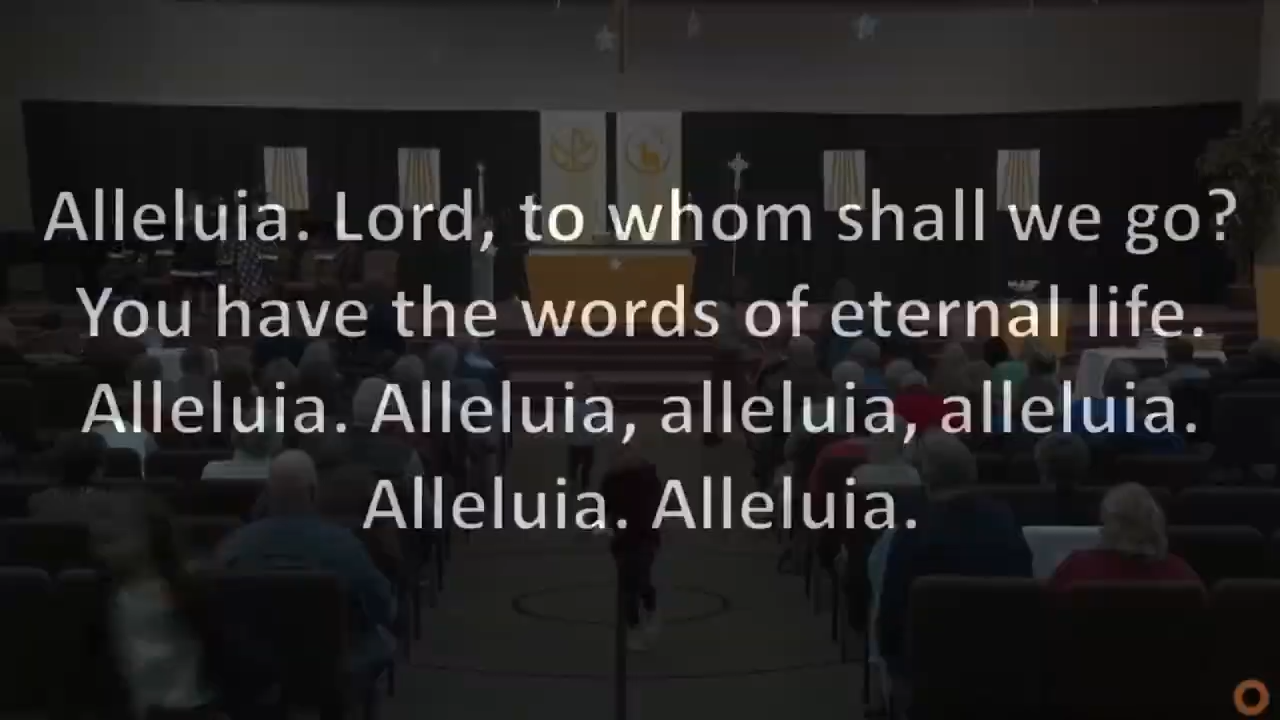 Alleluia. Lord, to whom shall we go?
You have the words of eternal life.
Alleluia. Alleluia, alleluia, alleluia.
Alleluia. Alleluia.